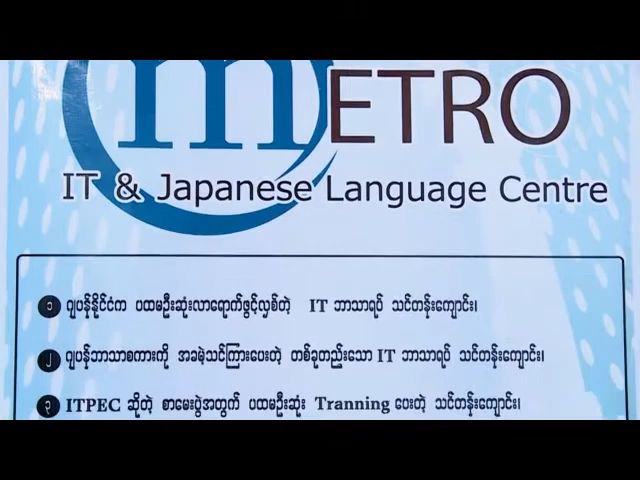 mETRO
IT & Japanese Language Centre
၁ ဂျပန်နိုင်ငံက ပထမဦးဆုံးလာရောက်ဖွင့်လှစ်တဲ့ IT ဘာသာရပ် သင်တန်းကျောင်း၊
၂ ဂျပန်ဘာသာစကားကို အခမဲ့သင်ကြားပေးတဲ့ တစ်ခုတည်းသော IT ဘာသာရပ် သင်တန်းကျောင်း၊
၃ ITPEC ဆိုတဲ့ စာမေးပွဲအတွက် ပထမဦးဆုံး Tranning ပေးတဲ့ သင်တန်းကျောင်း၊